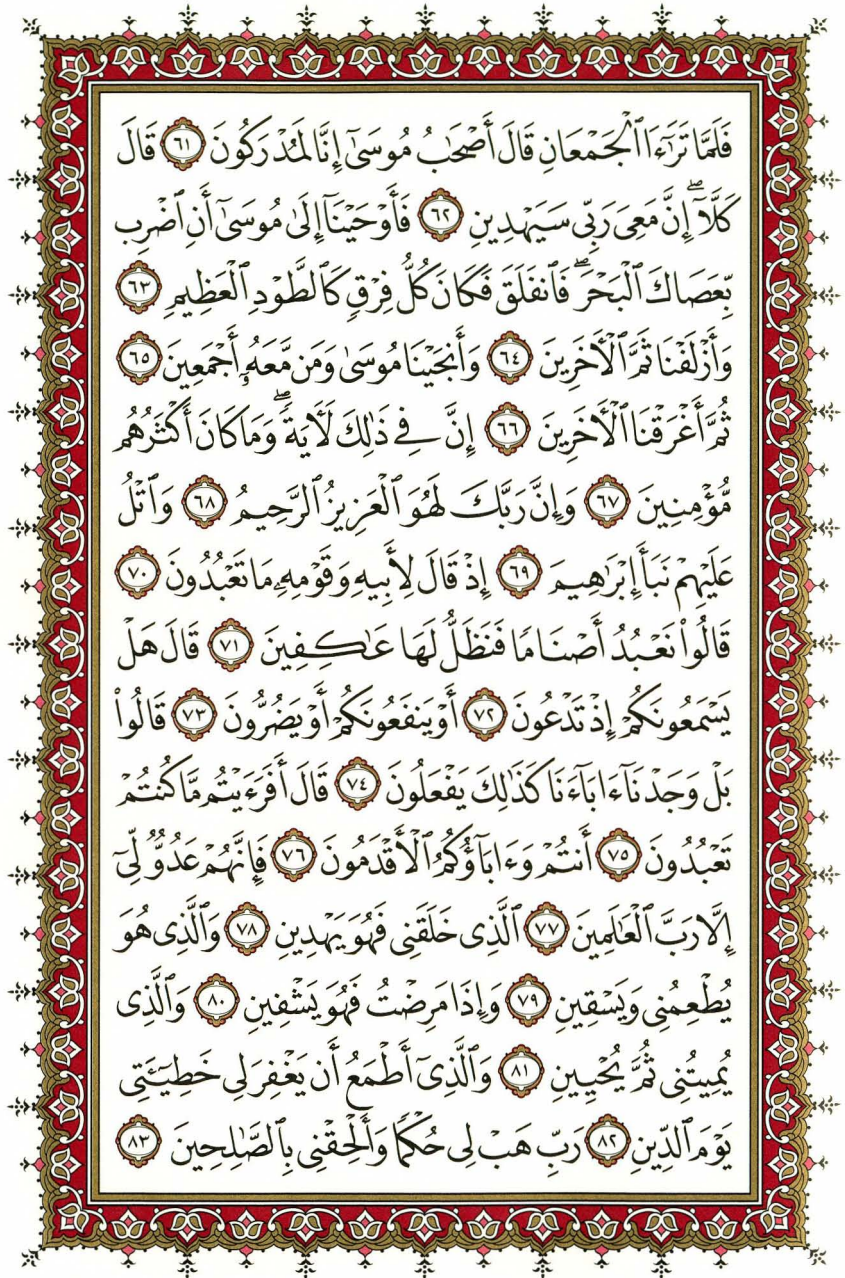 فَلَمَّا تَرَٰٓءَا ٱلْجَمْعَانِ قَالَ أَصْحَٰبُ مُوسَىٰٓ إِنَّا لَمُدْرَكُونَ ٦١ قَالَ
كَلَّآ ۖ إِنَّ مَعِىَ رَبِّى سَيَهْدِينِ ٦٢ فَأَوْحَيْنَآ إِلَىٰ مُوسَىٰٓ أَنِ ٱضْرِب
بِّعَصَاكَ ٱلْبَحْرَ ۖ فَٱنفَلَقَ فَكَانَ كُلُّ فِرْقٍ كَٱلطَّوْدِ ٱلْعَظِيمِ ٦٣
وَأَزْلَفْنَا ثَمَّ ٱلْـَٔاخَرِينَ ٦٤ وَأَنجَيْنَا مُوسَىٰ وَمَن مَّعَهُۥٓ أَجْمَعِينَ ٦٥
ثُمَّ أَغْرَقْنَا ٱلْـَٔاخَرِينَ ٦٦ إِنَّ فِى ذَٰلِكَ لَـَٔايَةً ۖ وَمَا كَانَ أَكْثَرُهُم
مُّؤْمِنِينَ ٦٧ وَإِنَّ رَبَّكَ لَهُوَ ٱلْعَزِيزُ ٱلرَّحِيمُ ٦٨ وَٱتْلُ
عَلَيْهِمْ نَبَأَ إِبْرَٰهِيمَ ٦٩ إِذْ قَالَ لِأَبِيهِ وَقَوْمِهِۦ مَا تَعْبُدُونَ ٧٠
قَالُوا۟ نَعْبُدُ أَصْنَامًا فَنَظَلُّ لَهَا عَٰكِفِينَ ٧١ قَالَ هَلْ
يَسْمَعُونَكُمْ إِذْ تَدْعُونَ ٧٢ أَوْ يَنفَعُونَكُمْ أَوْ يَضُرُّونَ ٧٣ قَالُوا۟
بَلْ وَجَدْنَآ ءَابَآءَنَا كَذَٰلِكَ يَفْعَلُونَ ٧٤ قَالَ أَفَرَءَيْتُم مَّا كُنتُمْ
تَعْبُدُونَ ٧٥ أَنتُمْ وَءَابَآؤُكُمُ ٱلْأَقْدَمُونَ ٧٦ فَإِنَّهُمْ عَدُوٌّ لِّىٓ
إِلَّا رَبَّ ٱلْعَٰلَمِينَ ٧٧ ٱلَّذِى خَلَقَنِى فَهُوَ يَهْدِينِ ٧٨ وَٱلَّذِى هُوَ
يُطْعِمُنِى وَيَسْقِينِ ٧٩ وَإِذَا مَرِضْتُ فَهُوَ يَشْفِينِ ٨٠ وَٱلَّذِى
يُمِيتُنِى ثُمَّ يُحْيِينِ ٨١ وَٱلَّذِىٓ أَطْمَعُ أَن يَغْفِرَ لِى خَطِيٓـَٔتِى
يَوْمَ ٱلدِّينِ ٨٢ رَبِّ هَبْ لِى حُكْمًا وَأَلْحِقْنِى بِٱلصَّٰلِحِينَ ٨٣